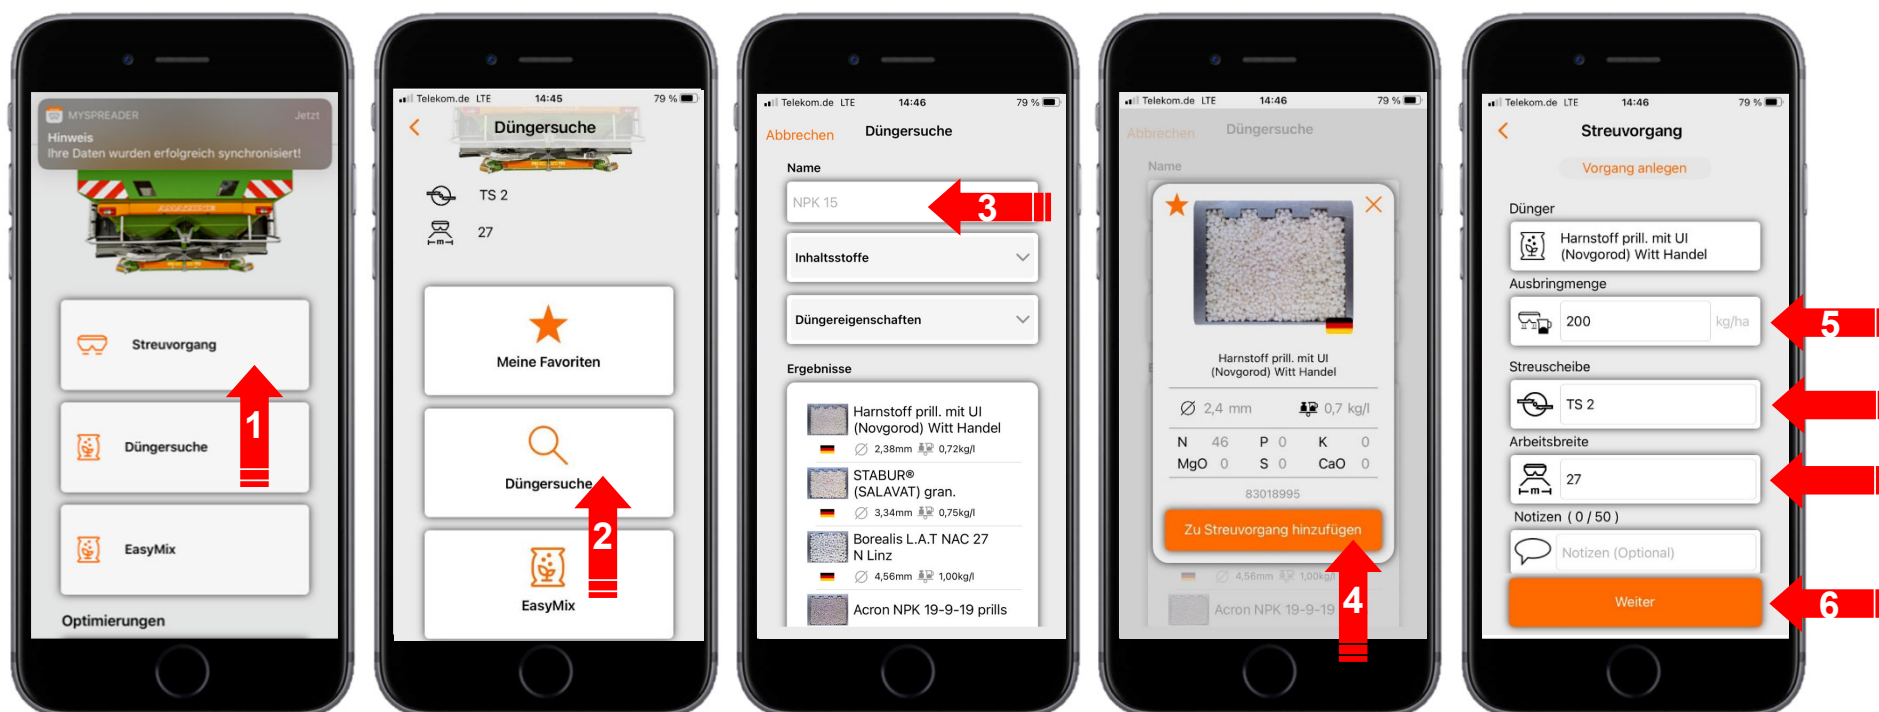 MYSPREADER
Jetzt
Hinweis
Ihre Daten wurden erfolgreich synchronisiert!
Streuvorgang
1
Düngersuche
EasyMix
Optimierungen
Telekom.de LTE 14:45 79 %
Düngersuche
TS 2
27
Meine Favoriten
Düngersuche
2
EasyMix
Telekom.de LTE 14:46 79 %
Abbrechen Düngersuche
Name
NPK 15
3
Inhaltsstoffe
Düngereigenschaften
Ergebnisse
Harnstoff prill. mit UI
(Novgorod) Witt Handel
2,38mm 0,72kg/l
STABUR®
(SALAVAT) gran.
3,34mm 0,75kg/l
Borealis L.A.T NAC 27
N Linz
4,56mm 1,00kg/l
Acron NPK 19-9-19 prills
Telekom.de LTE 14:46 79 %
Abbrechen Düngersuche
Name
Harnstoff prill. mit UI
(Novgorod) Witt Handel
2,4 mm 0,7 kg/l
N 46 P 0 K 0
MgO 0 S 0 CaO 0
83018995
Zu Streuvorgang hinzufügen
4,56mm 1,00kg/l
4
Acron NPK 19-9-19
Telekom.de LTE 14:46 79 %
Streuvorgang
Vorgang anlegen
Dünger
Harnstoff prill. mit UI
(Novgorod) Witt Handel
Ausbringmenge
200 kg/ha
5
Streuscheibe
TS 2
Arbeitsbreite
27
Notizen ( 0 / 50 )
Notizen (Optional)
Weiter
6